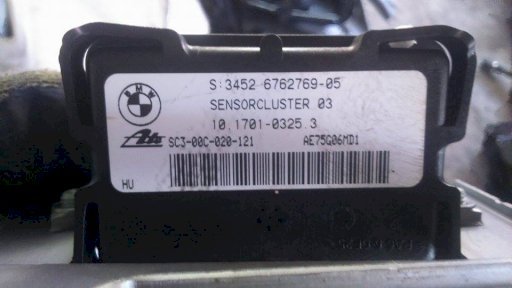 BMW
S:3452 6762769-05
SENSORCLUSTER 03
10.1701-0325.3
Ate SC3-00C-020-121 AE75Q06MD1
HU